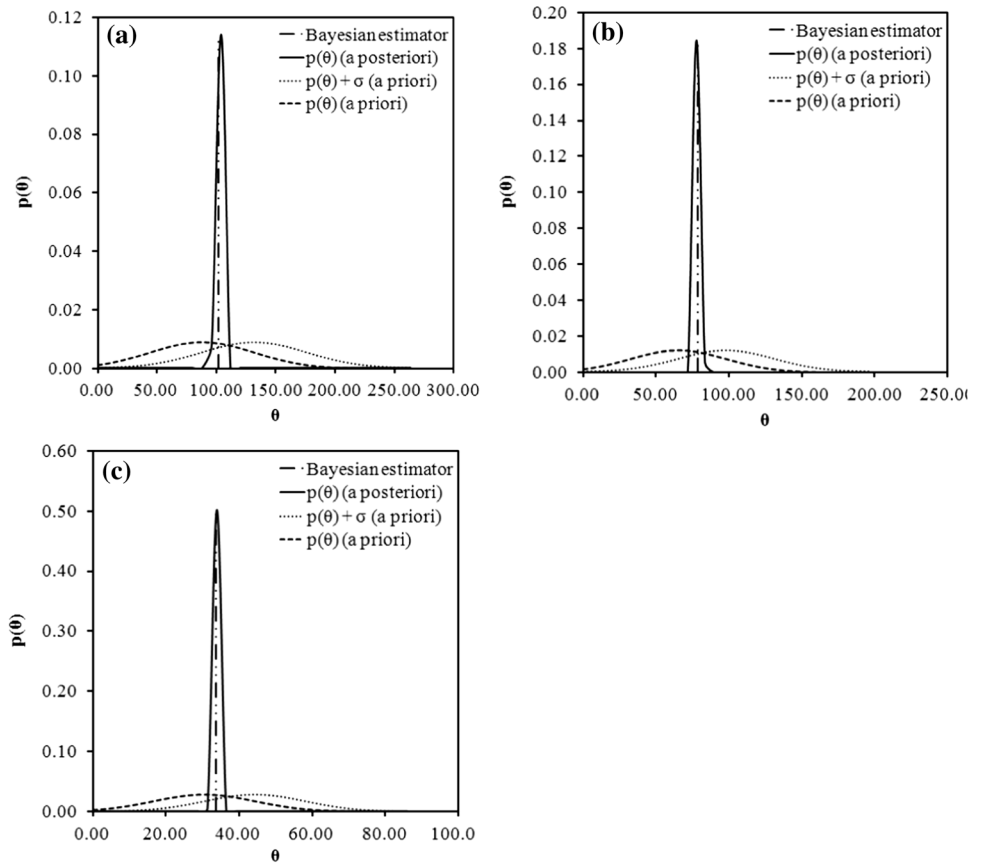 (a)
Bayesian estimator
p(θ) (a posteriori)
p(θ) + σ (a priori)
p(θ) (a priori)
0.12
0.10
0.08
0.06
0.04
0.02
0.00
p(θ)
0.00 50.00 100.00 150.00 200.00 250.00 300.00
θ
(b)
Bayesian estimator
p(θ) (a posteriori)
p(θ) + σ (a priori)
p(θ) (a priori)
0.20
0.18
0.16
0.14
0.12
0.10
0.08
0.06
0.04
0.02
0.00
p(θ)
0.00 50.00 100.00 150.00 200.00 250.0
θ
(c)
Bayesian estimator
p(θ) (a posteriori)
p(θ) + σ (a priori)
p(θ) (a priori)
0.60
0.50
0.40
0.30
0.20
0.10
0.00
p(θ)
0.00 20.00 40.00 60.00 80.00 100.0
θ